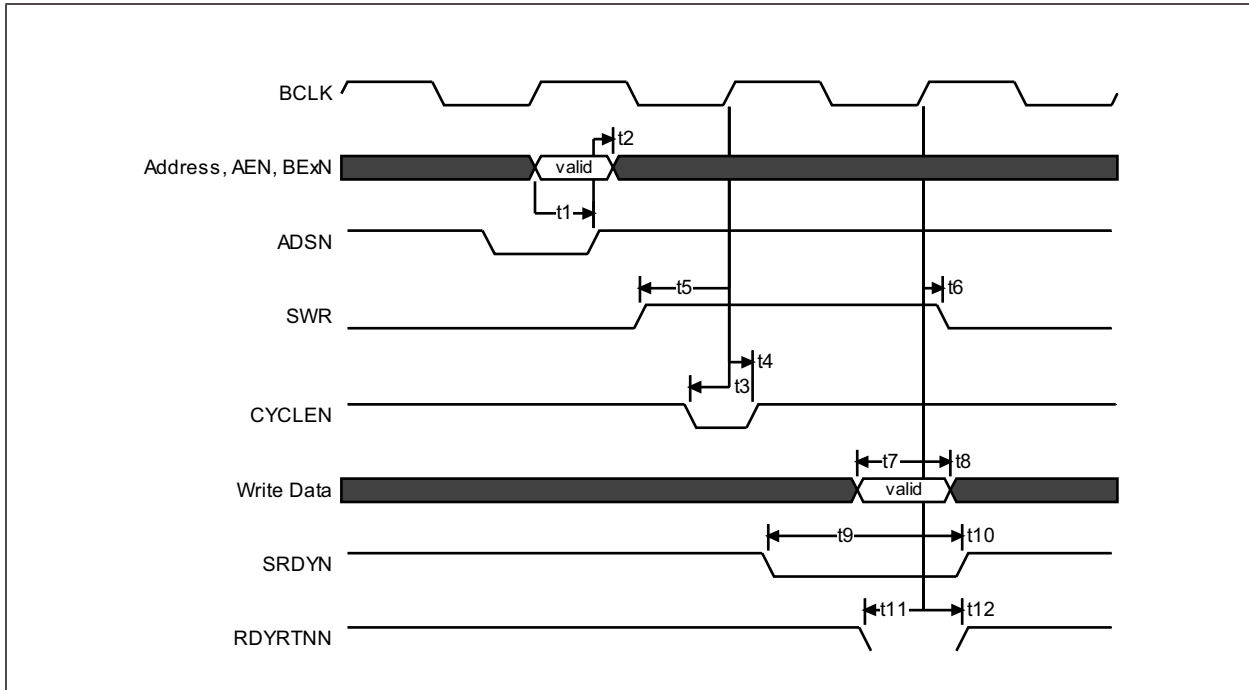 BCLK
t2
Address, AEN, BExN
valid
t1
ADSN
t5
t6
SWR
t4
t3
CYCLEN
t7
t8
Write Data
valid
t9
t10
SRDYN
t11
t12
RDYRTNN